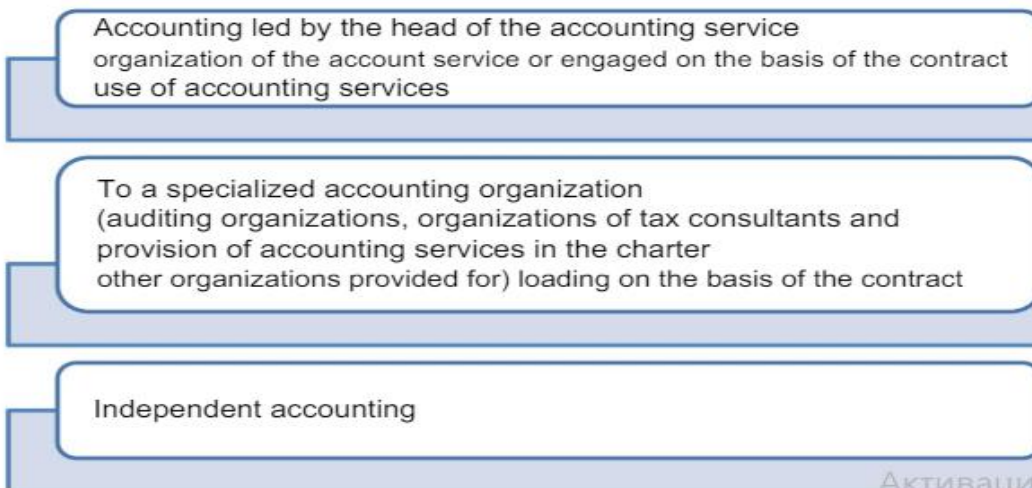 Accounting led by the head of the accounting service
organization of the account service or engaged on the basis of the contract
use of accounting services
To a specialized accounting organization
(auditing organizations, organizations of tax consultants and
provision of accounting services in the charter
other organizations provided for) loading on the basis of the contract
Independent accounting